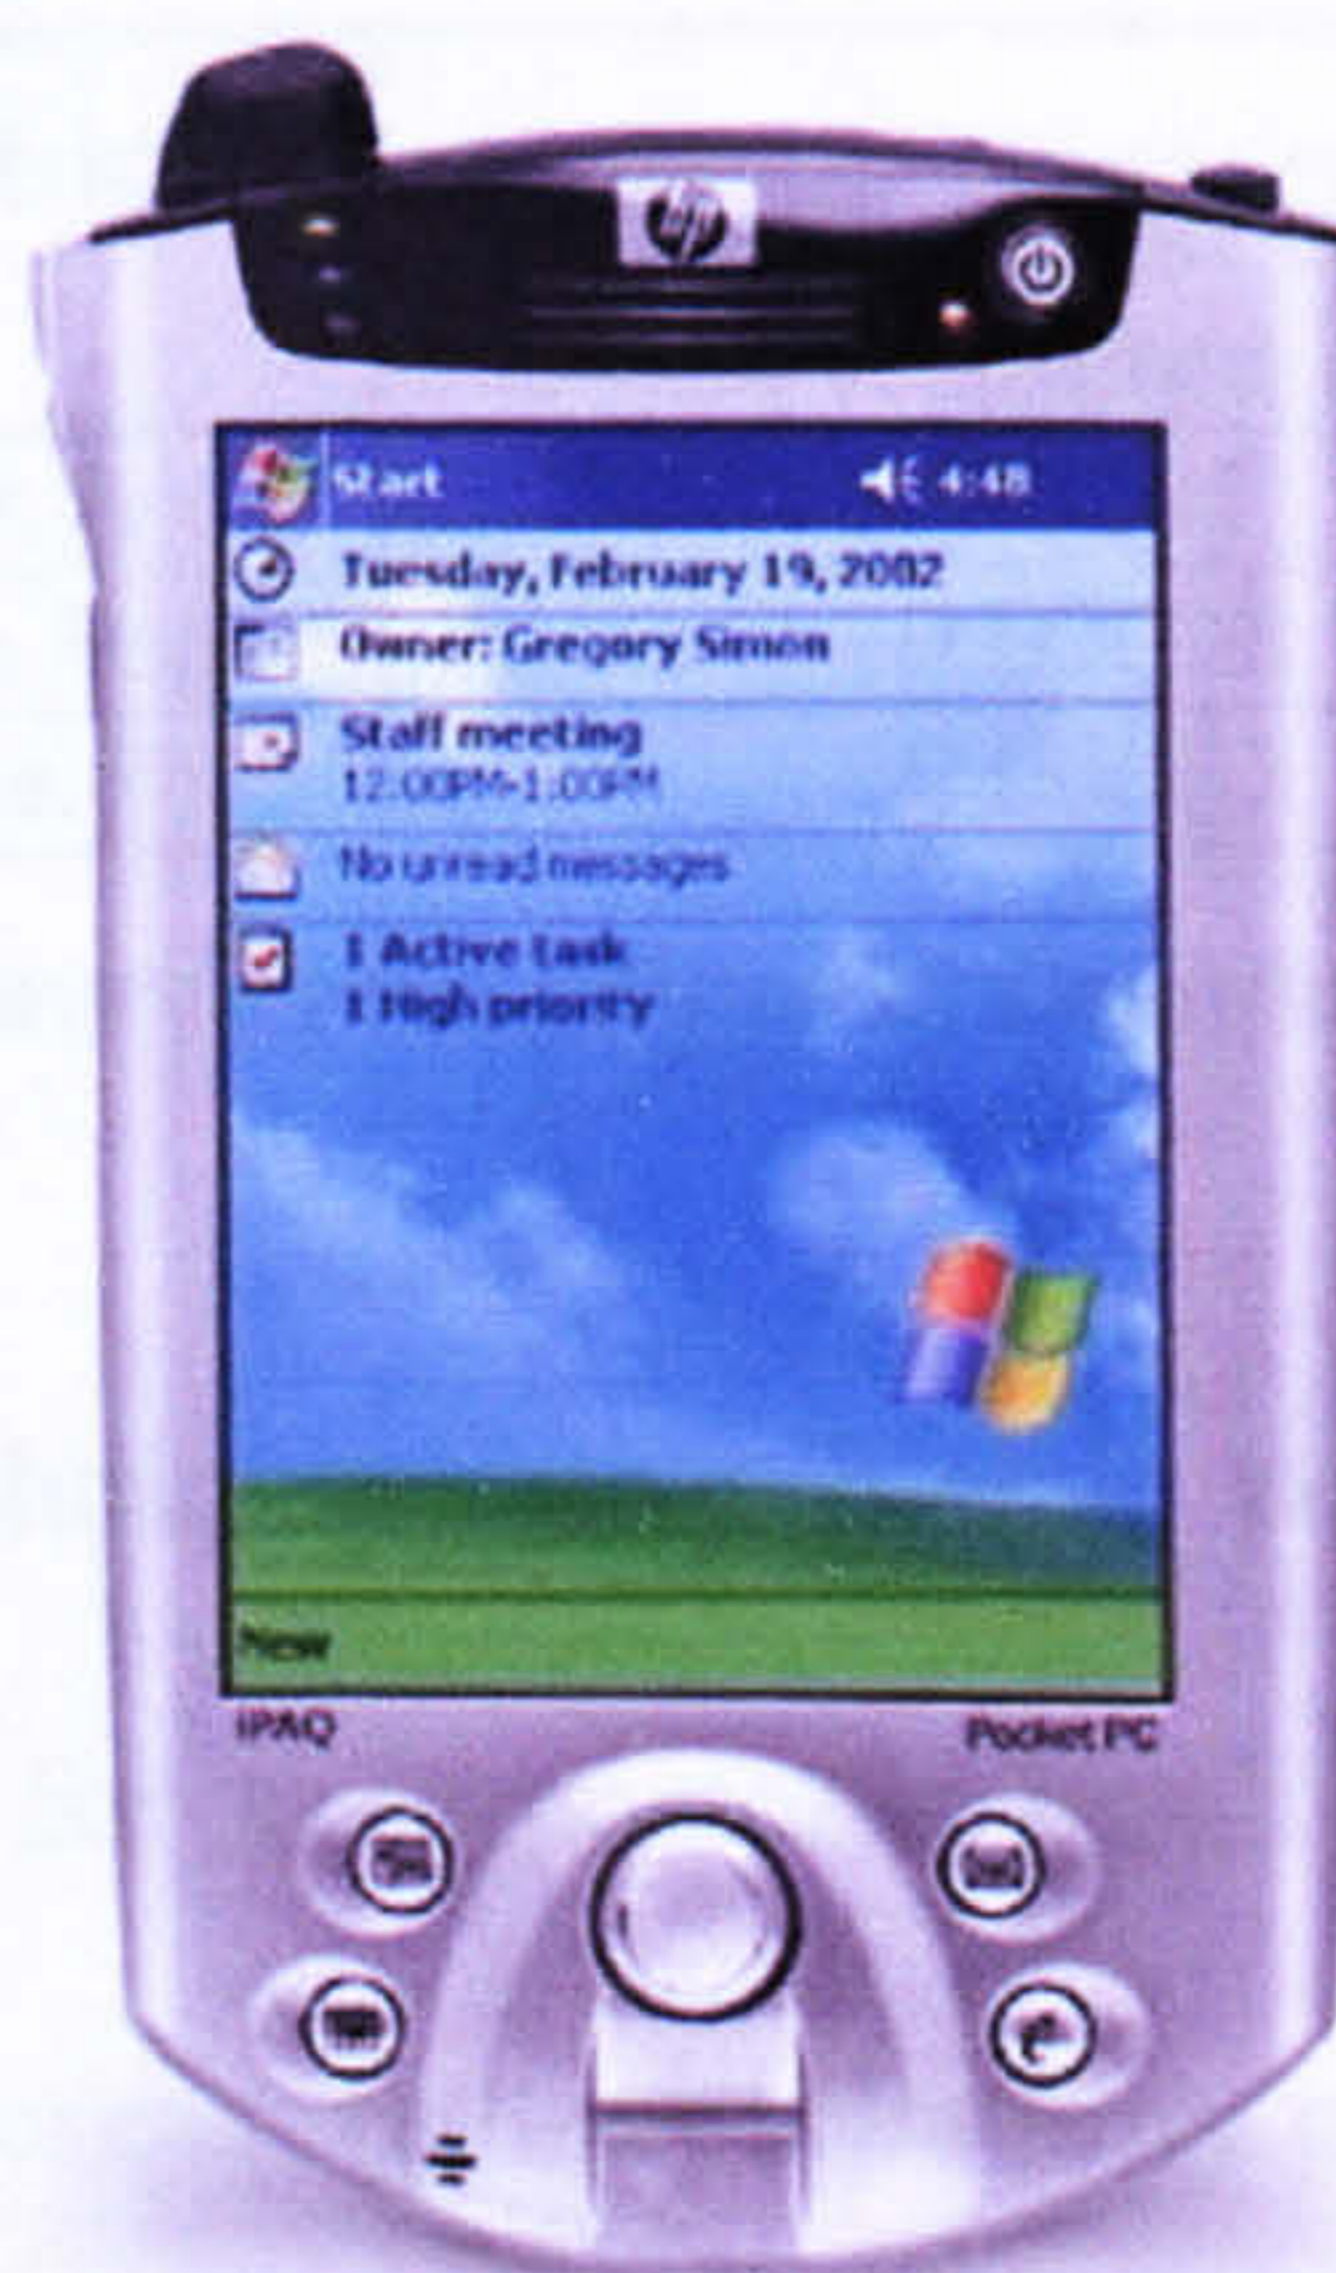 hp
Start 4:48
Tuesday, February 19, 2002
Owner: Gregory Simon
Staff meeting
12:00PM-1:00PM
No unread messages
1 Active task
1 High priority
New
iPAQ Pocket PC